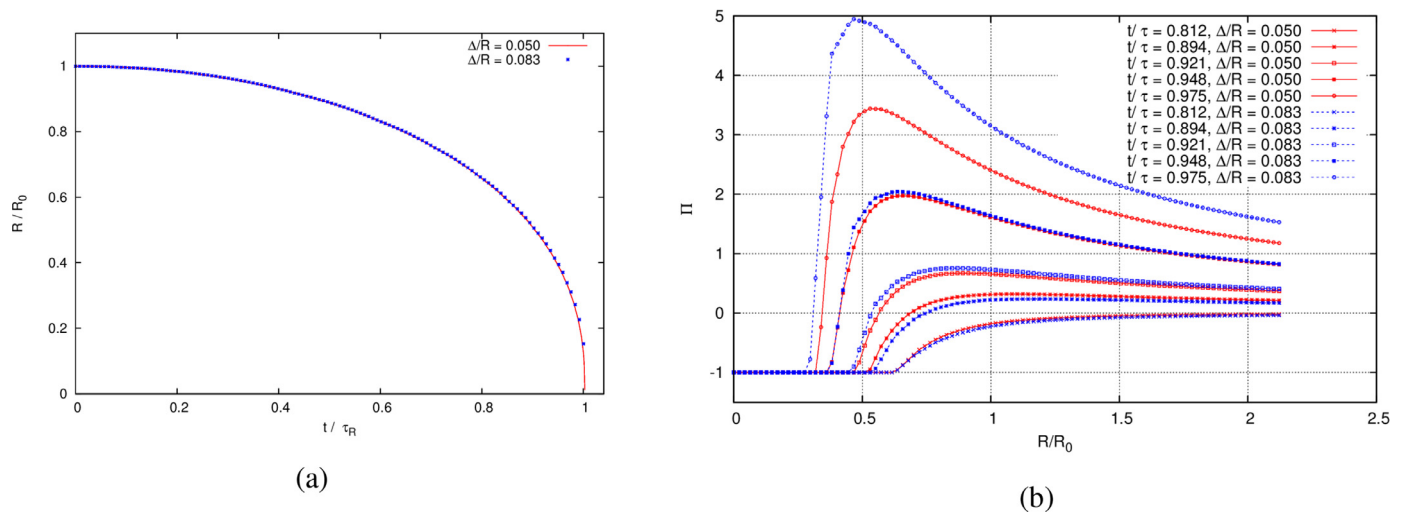 Δ/R = 0.050
Δ/R = 0.083
1
0.8
0.6
0.4
0.2
0
R / R0
0 0.2 0.4 0.6 0.8 1
t / τR
(a)
t/ τ = 0.812, Δ/R = 0.050
t/ τ = 0.894, Δ/R = 0.050
t/ τ = 0.921, Δ/R = 0.050
t/ τ = 0.948, Δ/R = 0.050
t/ τ = 0.975, Δ/R = 0.050
t/ τ = 0.812, Δ/R = 0.083
t/ τ = 0.894, Δ/R = 0.083
t/ τ = 0.921, Δ/R = 0.083
t/ τ = 0.948, Δ/R = 0.083
t/ τ = 0.975, Δ/R = 0.083
5
4
3
2
1
0
-1
Π
0 0.5 1 1.5 2 2.5
R/R0
(b)